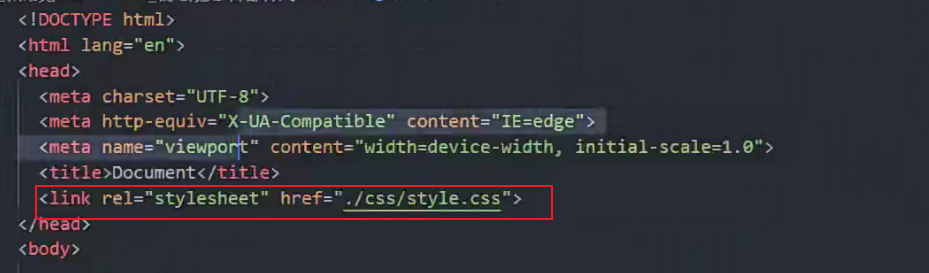 <!DOCTYPE html>
<html lang="en">
<head>
<meta charset="UTF-8">
<meta http-equiv="X-UA-Compatible" content="IE=edge">
<meta name="viewport" content="width=device-width, initial-scale=1.0">
<title>Document</title>
<link rel="stylesheet" href="./css/style.css">
</head>
<body>